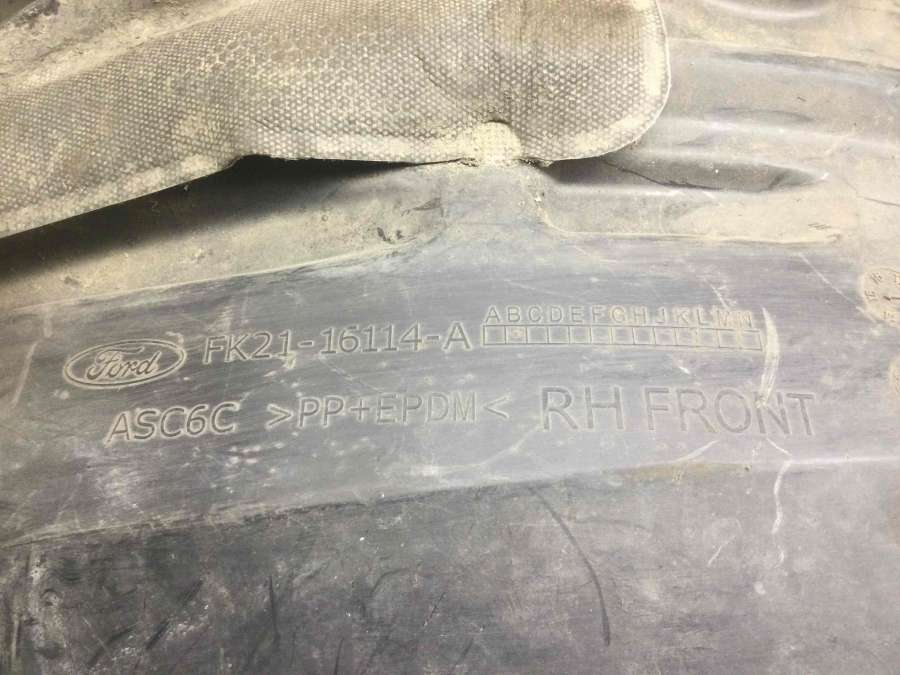 ABCDEFGHJKLMN
Ford FK21-16114-A
ASC6C >PP+EPDM< RH FRONT